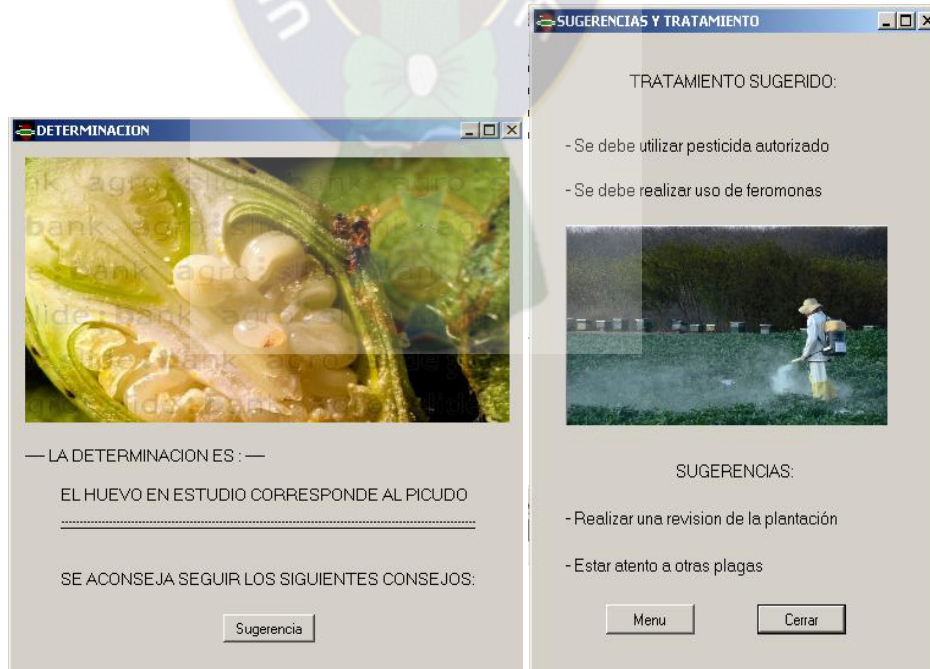 DETERMINACION
LA DETERMINACION ES :
EL HUEVO EN ESTUDIO CORRESPONDE AL PICUDO
SE ACONSEJA SEGUIR LOS SIGUIENTES CONSEJOS:
Sugerencia
SUGERENCIAS Y TRATAMIENTO
TRATAMIENTO SUGERIDO:
- Se debe utilizar pesticida autorizado
- Se debe realizar uso de feromonas
SUGERENCIAS:
- Realizar una revision de la plantación
- Estar atento a otras plagas
Menu
Cerrar